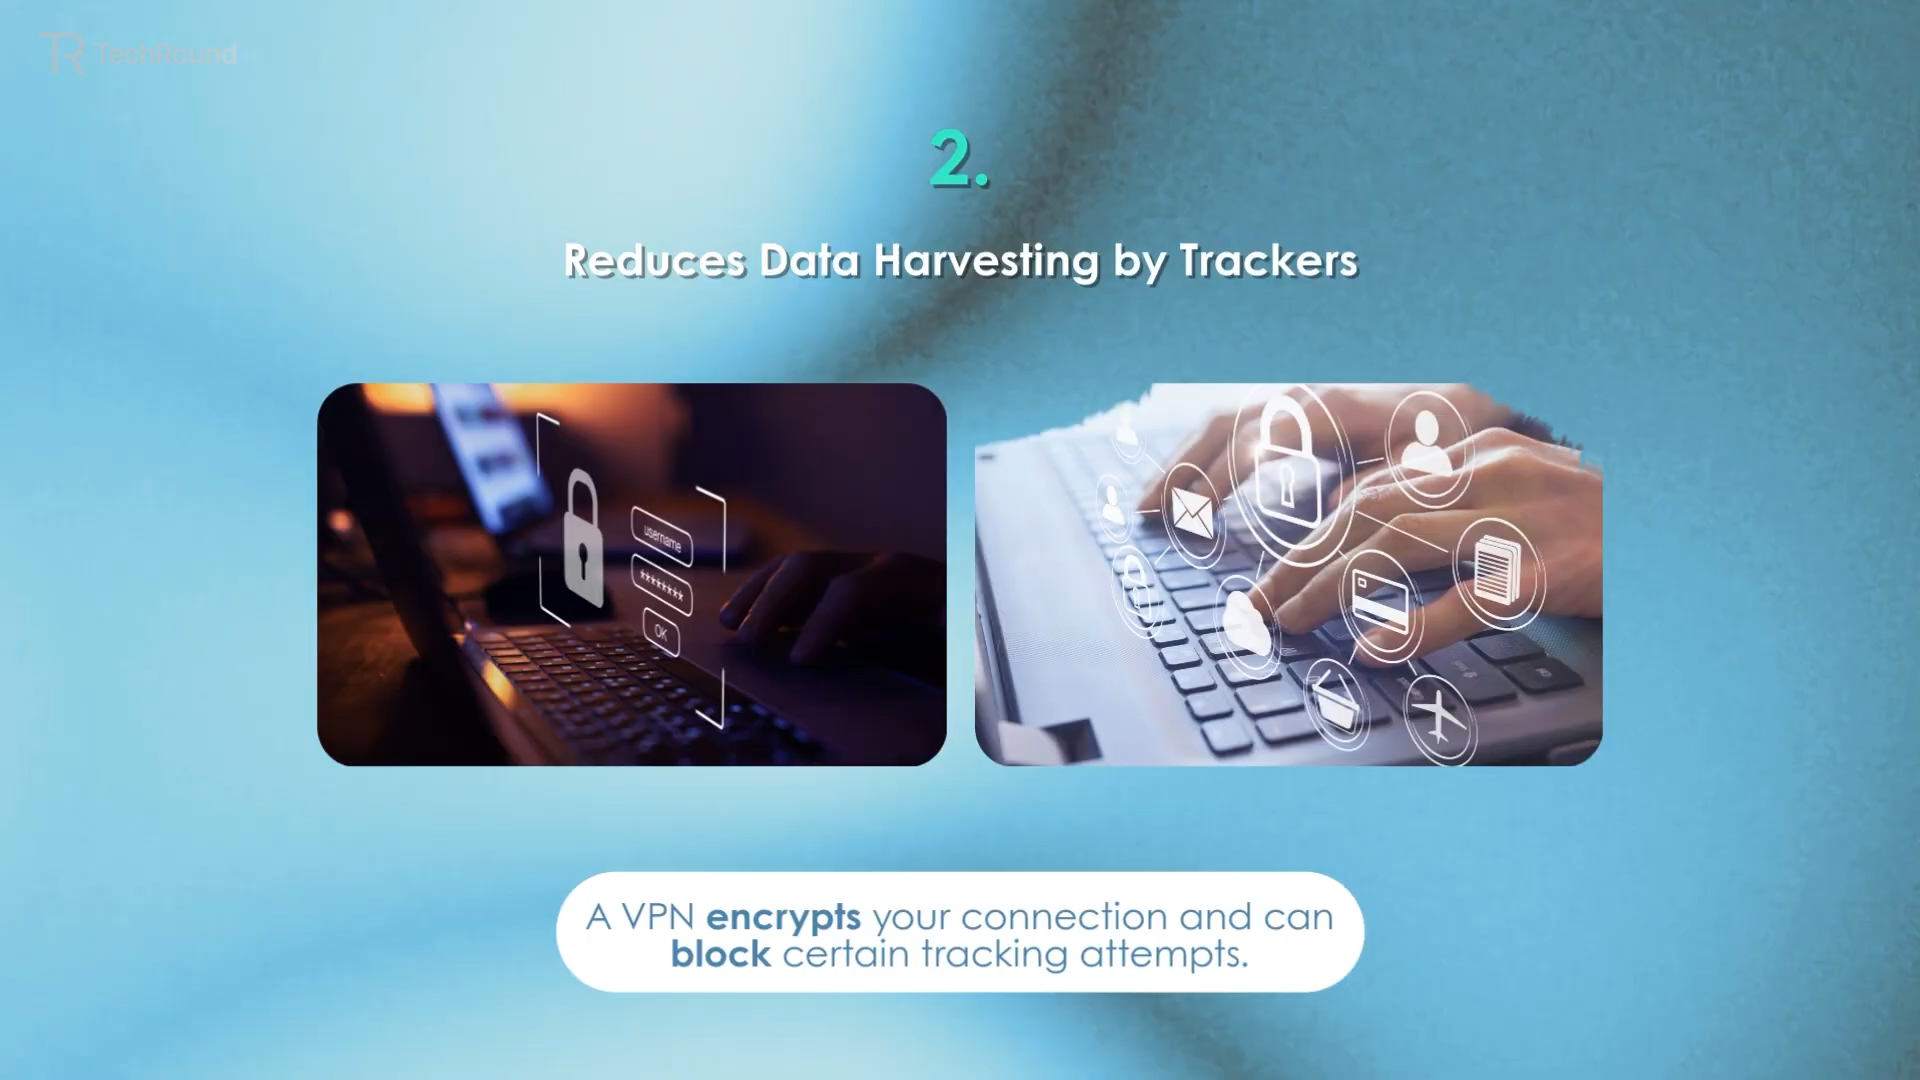 TR TechRound
2.
Reduces Data Harvesting by Trackers
username
********
OK
A VPN encrypts your connection and can
block certain tracking attempts.